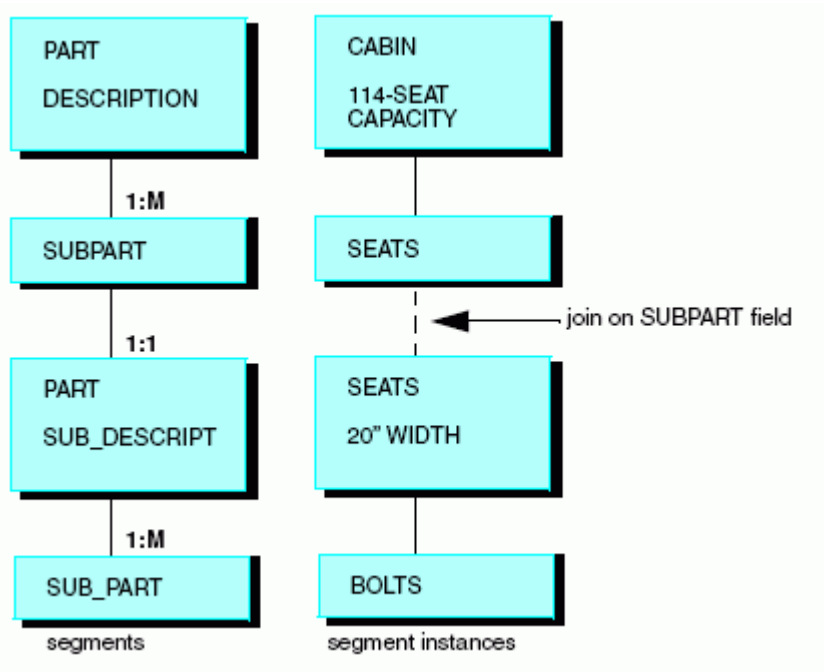 PART
DESCRIPTION
1:M
SUBPART
1:1
PART
SUB_DESCRIPT
1:M
SUB_PART
segments
CABIN
114-SEAT
CAPACITY
SEATS
join on SUBPART field
SEATS
20” WIDTH
BOLTS
segment instances